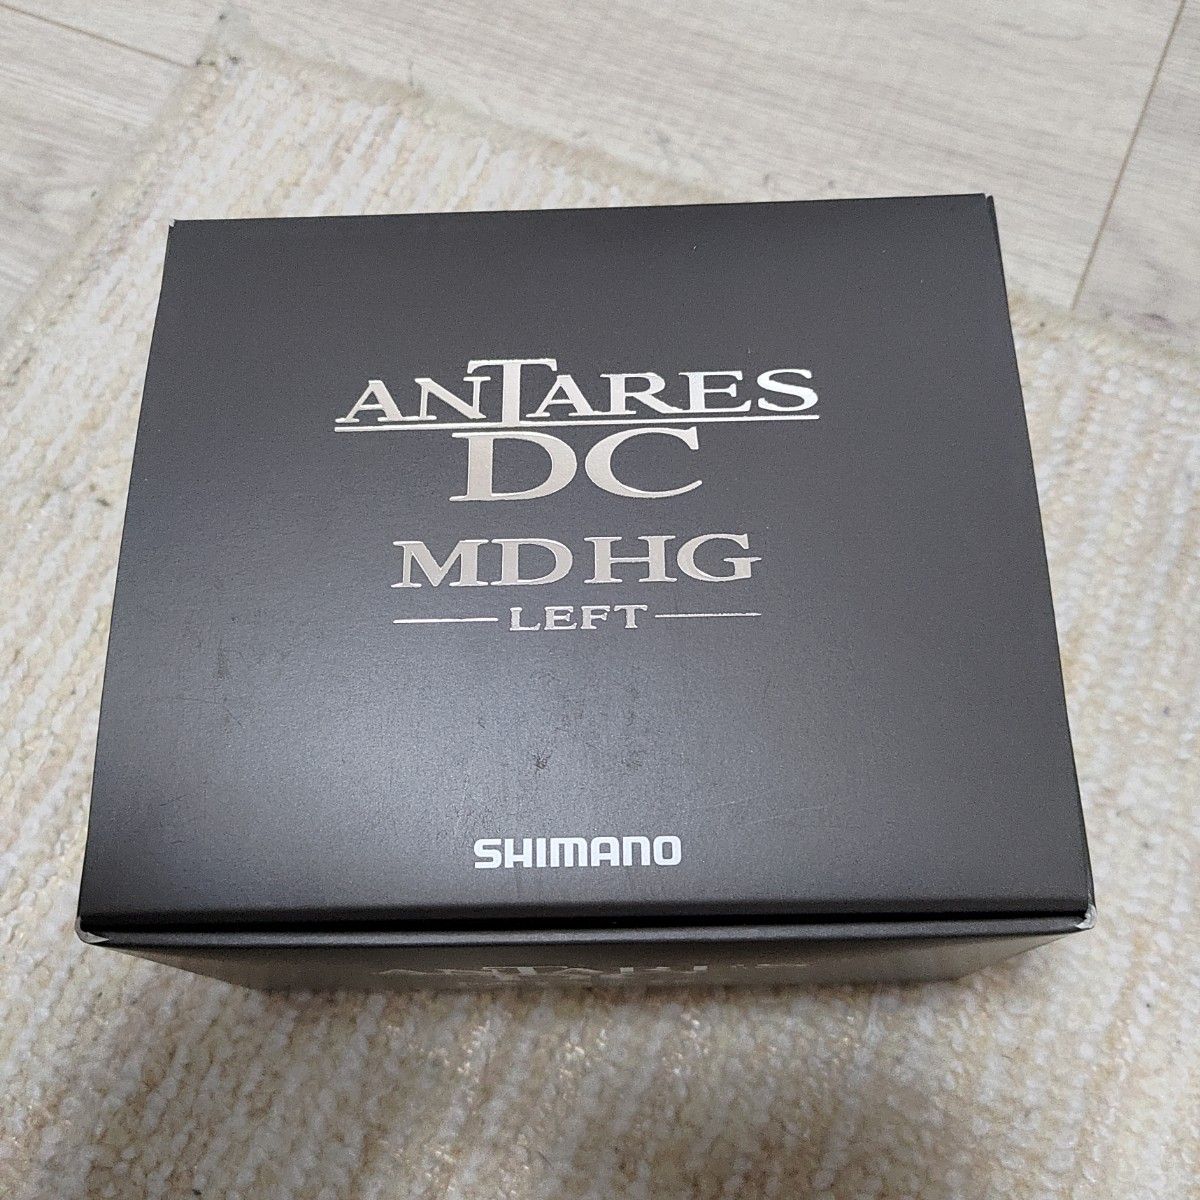 ANTARES
DC
MD HG
LEFT
SHIMANO